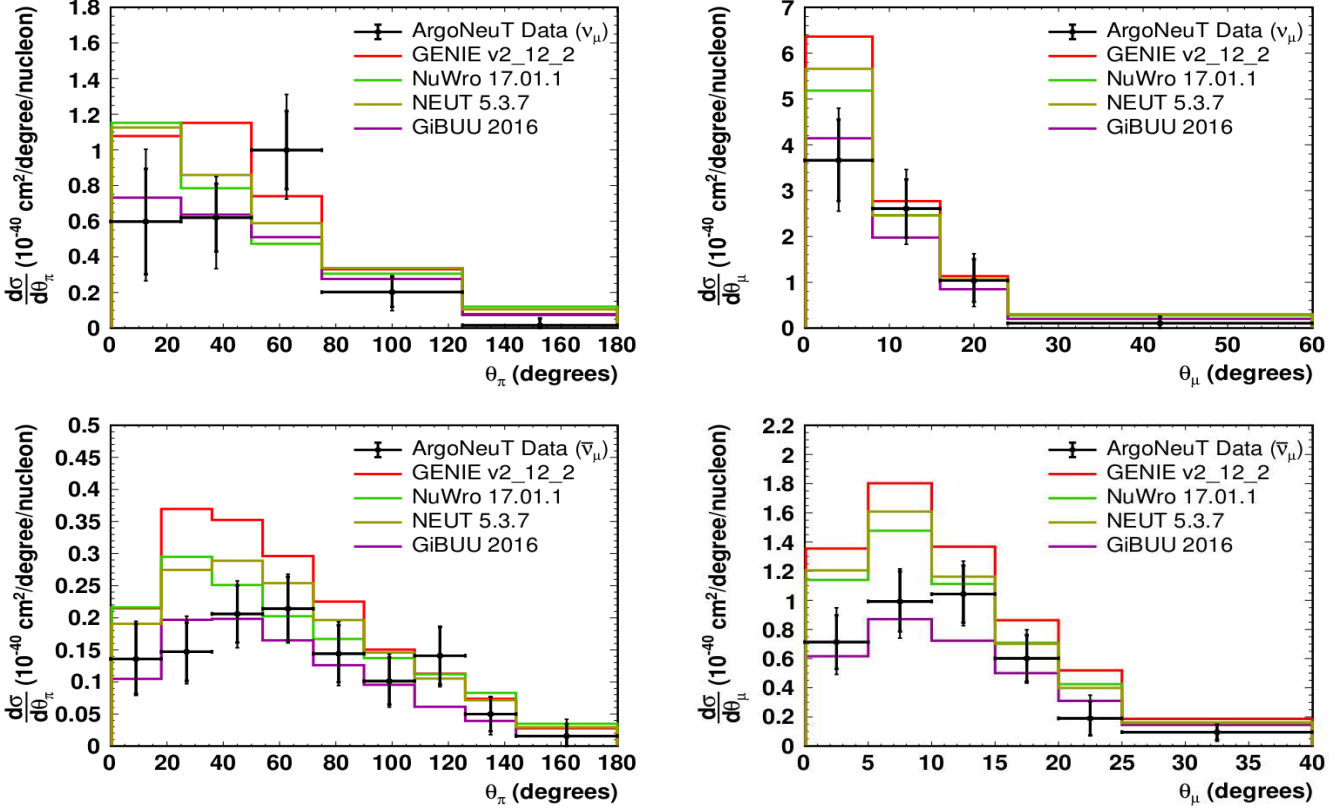 1.8
1.6
1.4
1.2
1
0.8
0.6
0.4
0.2
0
dσ/dθπ (10-40 cm2/degree/nucleon)
ArgoNeuT Data (νμ)
GENIE v2_12_2
NuWro 17.01.1
NEUT 5.3.7
GiBUU 2016
0 20 40 60 80 100 120 140 160 180
θπ (degrees)
7
6
5
4
3
2
1
0
dσ/dθμ (10-40 cm2/degree/nucleon)
ArgoNeuT Data (νμ)
GENIE v2_12_2
NuWro 17.01.1
NEUT 5.3.7
GiBUU 2016
0 10 20 30 40 50 60
θμ (degrees)
0.5
0.45
0.4
0.35
0.3
0.25
0.2
0.15
0.1
0.05
0
dσ/dθπ (10-40 cm2/degree/nucleon)
ArgoNeuT Data (ν̅μ)
GENIE v2_12_2
NuWro 17.01.1
NEUT 5.3.7
GiBUU 2016
0 20 40 60 80 100 120 140 160 180
θπ (degrees)
2.2
2
1.8
1.6
1.4
1.2
1
0.8
0.6
0.4
0.2
0
dσ/dθμ (10-40 cm2/degree/nucleon)
ArgoNeuT Data (ν̅μ)
GENIE v2_12_2
NuWro 17.01.1
NEUT 5.3.7
GiBUU 2016
0 5 10 15 20 25 30 35 40
θμ (degrees)